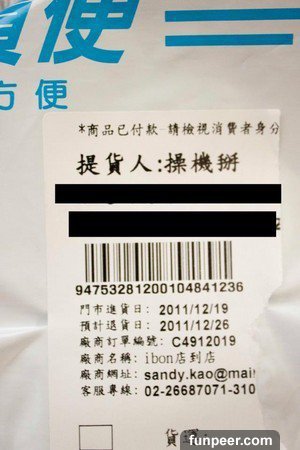 貨便
方便
*商品已付款-請檢視消費者身分
提貨人:操機掰
94753281200104841236
門市進貨日: 2011/12/19
預計退貨日: 2011/12/26
廠商訂單編號: C4912019
廠商名稱: ibon店到店
廠商網址: sandy.kao@mai
客服專線: 02-26687071-310
貨運
funpeer.com